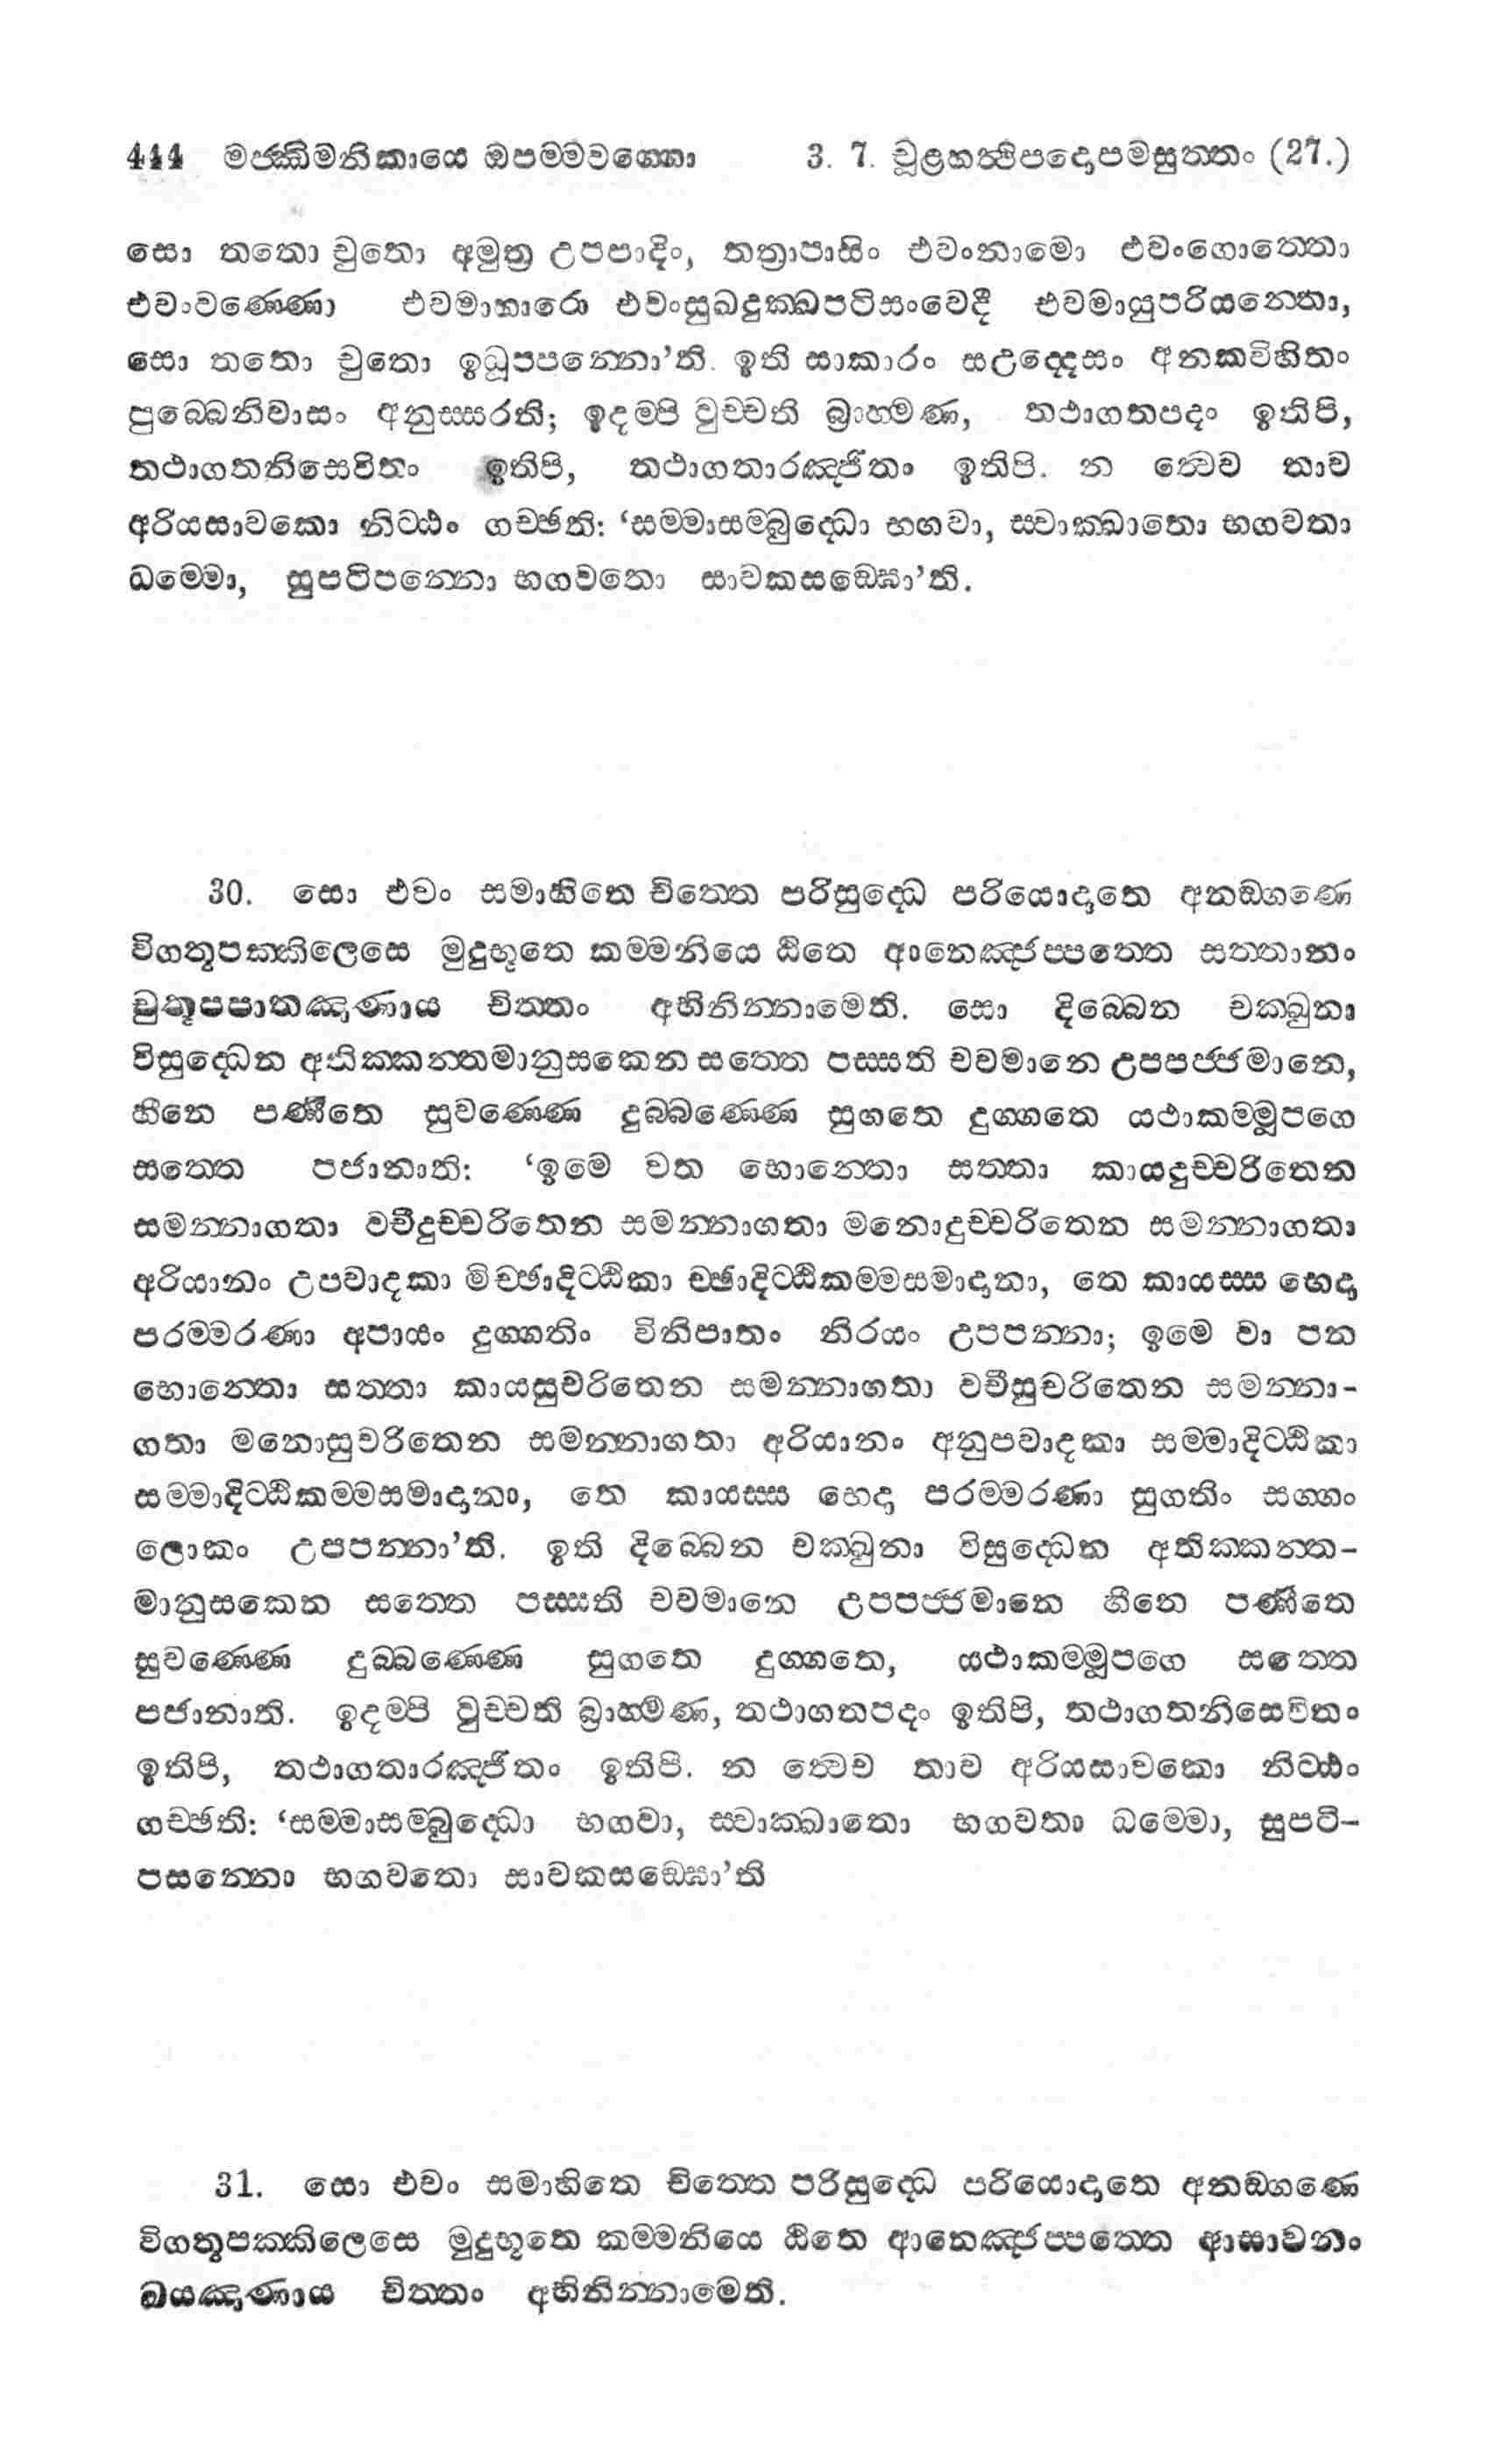 444 මජ්ඣිමනිකායෙ ඔපම්මවග්ගො 3. 7. චූළහත්ථිපදොපමසුත්තං (27.)
සො තතො චුතො අමුත්‍ර උපපාදිං, තත්‍රාපාසිං එවංනාමො එවංගොත්තො
එවංවණ්ණො එවමාහාරො එවංසුඛදුක්ඛපටිසංවෙදී එවමායුපරියන්තො,
සො තතො චුතො ඉධූපපන්නො'ති. ඉති සාකාරං සඋද්දෙසං අනකවිහිතං
පුබ්බෙනිවාසං අනුස්සරති; ඉදම්පි වුච්චති බ්‍රාහ්මණ, තථාගතපදං ඉතිපි,
තථාගතනිසෙවිතං ඉතිපි, තථාගතාරඤ්ජිතං ඉතිපි. න ත්වෙව තාව
අරියසාවකො නිට්ඨං ගච්ඡති: ‘සම්මාසම්බුද්ධො භගවා, ස්වාක්ඛාතො භගවතා
ධම්මො, සුපටිපන්නො භගවතො සාවකසඞ්ඝො'ති.
30. සො එවං සමාහිතෙ චිත්තෙ පරිසුද්ධෙ පරියොදාතෙ අනඞ්ගණෙ
විගතූපක්කිලෙසෙ මුදුභූතෙ කම්මනියෙ ඨිතෙ ආනෙඤ්ජප්පත්තෙ සත්තානං
චුතූපපාතඤාණාය චිත්තං අභිනින්නාමෙති. සො දිබ්බෙන චක්ඛුනා
විසුද්ධෙන අතික්කන්තමානුසකෙන සත්තෙ පස්සති චවමානෙ උපපජ්ජමානෙ,
හීනෙ පණීතෙ සුවණ්ණෙ දුබ්බණ්ණෙ සුගතෙ දුග්ගතෙ යථාකම්මූපගෙ
සත්තෙ පජානාති: ‘ඉමෙ වත භොන්තො සත්තා කායදුච්චරිතෙන
සමන්නාගතා වචීදුච්චරිතෙන සමන්නාගතා මනොදුච්චරිතෙන සමන්නාගතා
අරියානං උපවාදකා මිච්ඡාදිට්ඨිකා ච්ඡාදිට්ඨිකම්මසමාදානා, තෙ කායස්ස භෙදා
පරම්මරණා අපායං දුග්ගතිං විනිපාතං නිරයං උපපන්නා; ඉමෙ වා පන
භොන්තො සත්තා කායසුචරිතෙන සමන්නාගතා වචීසුචරිතෙන සමන්නා-
ගතා මනොසුචරිතෙන සමන්නාගතා අරියානං අනුපවාදකා සම්මාදිට්ඨිකා
සම්මාදිට්ඨිකම්මසමාදානා, තෙ කායස්ස භෙදා පරම්මරණා සුගතිං සග්ගං
ලොකං උපපන්නා'ති. ඉති දිබ්බෙන චක්ඛුනා විසුද්ධෙන අතික්කන්ත-
මානුසකෙන සත්තෙ පස්සති චවමානෙ උපපජ්ජමානෙ හීනෙ පණීතෙ
සුවණ්ණෙ දුබ්බණ්ණෙ සුගතෙ දුග්ගතෙ, යථාකම්මූපගෙ සත්තෙ
පජානාති. ඉදම්පි වුච්චති බ්‍රාහ්මණ, තථාගතපදං ඉතිපි, තථාගතනිසෙවිතං
ඉතිපි, තථාගතාරඤ්ජිතං ඉතිපි. න ත්වෙච තාව අරියසාවකො නිට්ඨං
ගච්ඡති: ‘සම්මාසම්බුද්ධො භගවා, ස්වාක්ඛාතො භගවතා ධම්මො, සුපටි-
පසන්නො භගවතො සාවකසඞ්ඝො'ති
31. සො එවං සමාහිතෙ චිත්තෙ පරිසුද්ධෙ පරියොදාතෙ අනඞ්ගණෙ
විගතූපක්කිලෙසෙ මුදුභූතෙ කම්මනියෙ ඨිතෙ ආනෙඤ්ජප්පත්තෙ ආසාවනං
ඛයඤාණාය චිත්තං අභිනින්නාමෙති.